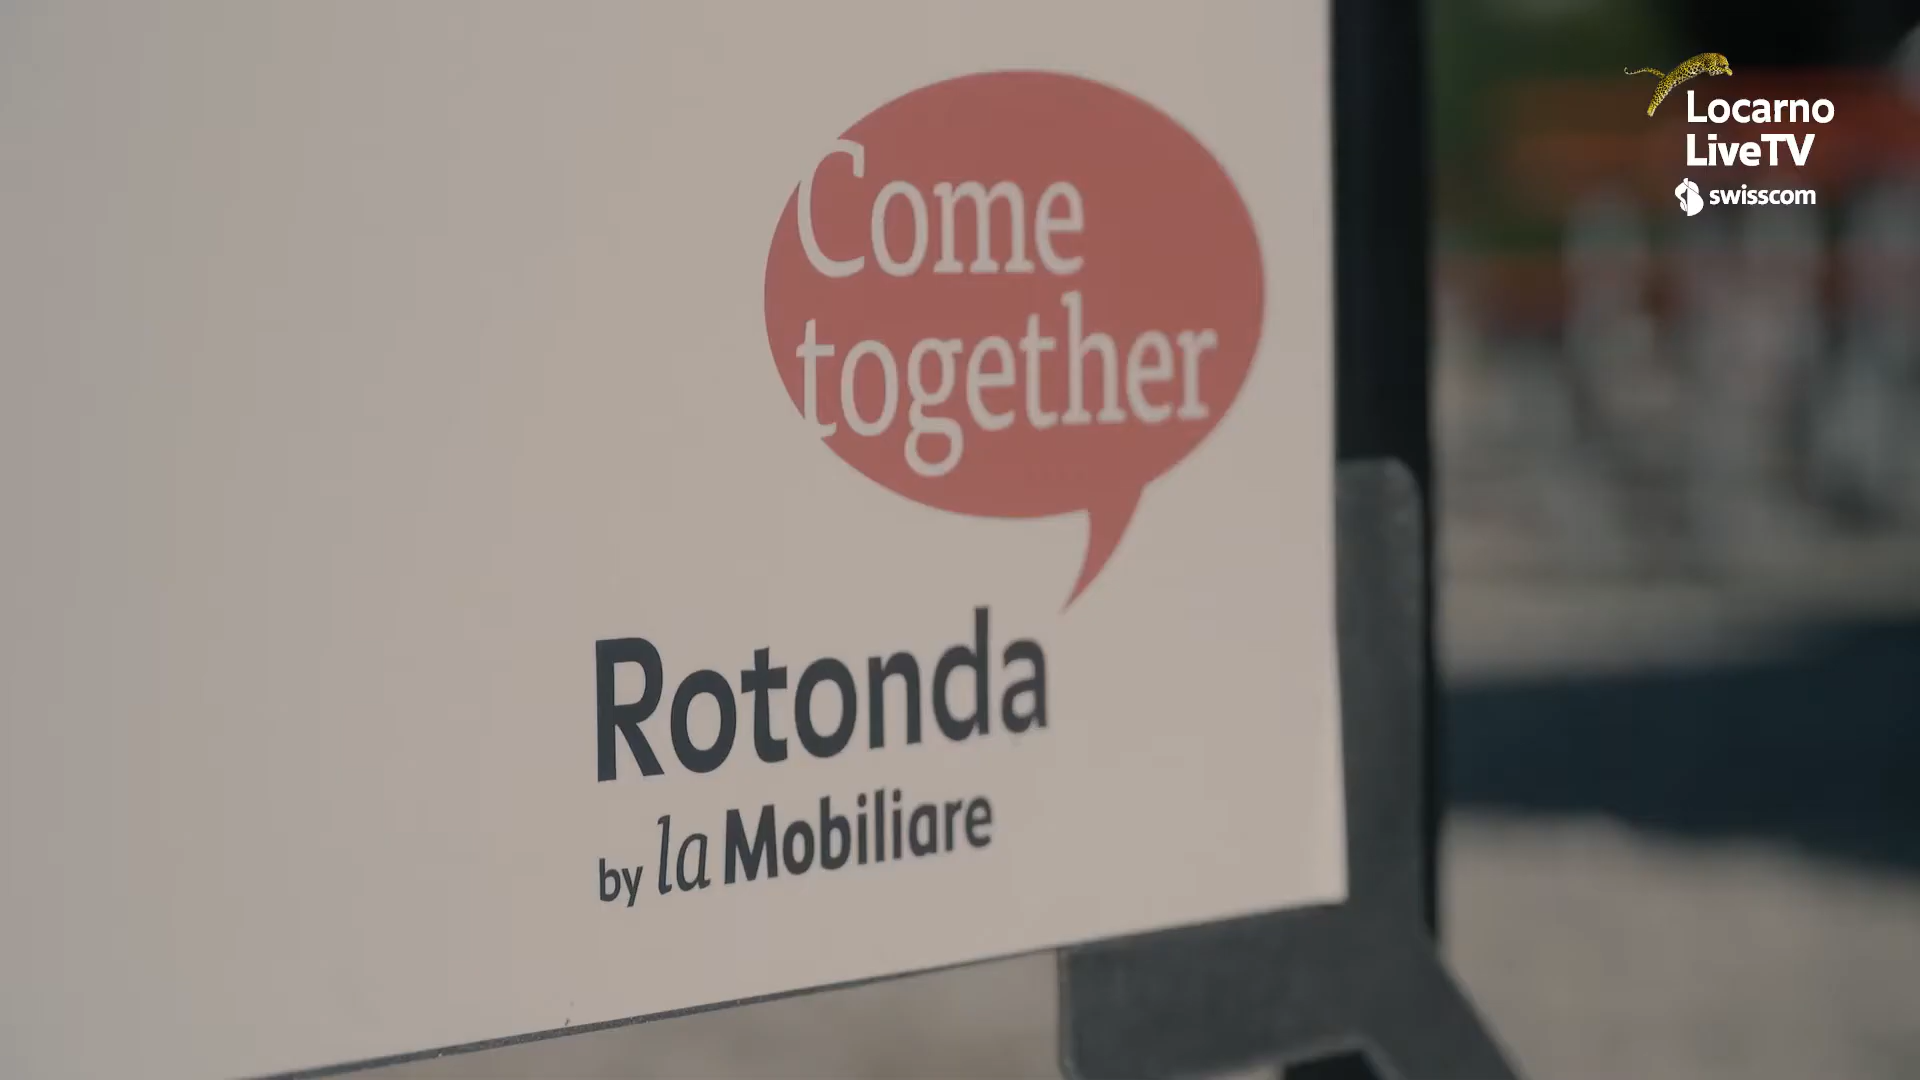 Locarno
LiveTV
swisscom
Come
together
Rotonda
by la Mobiliare